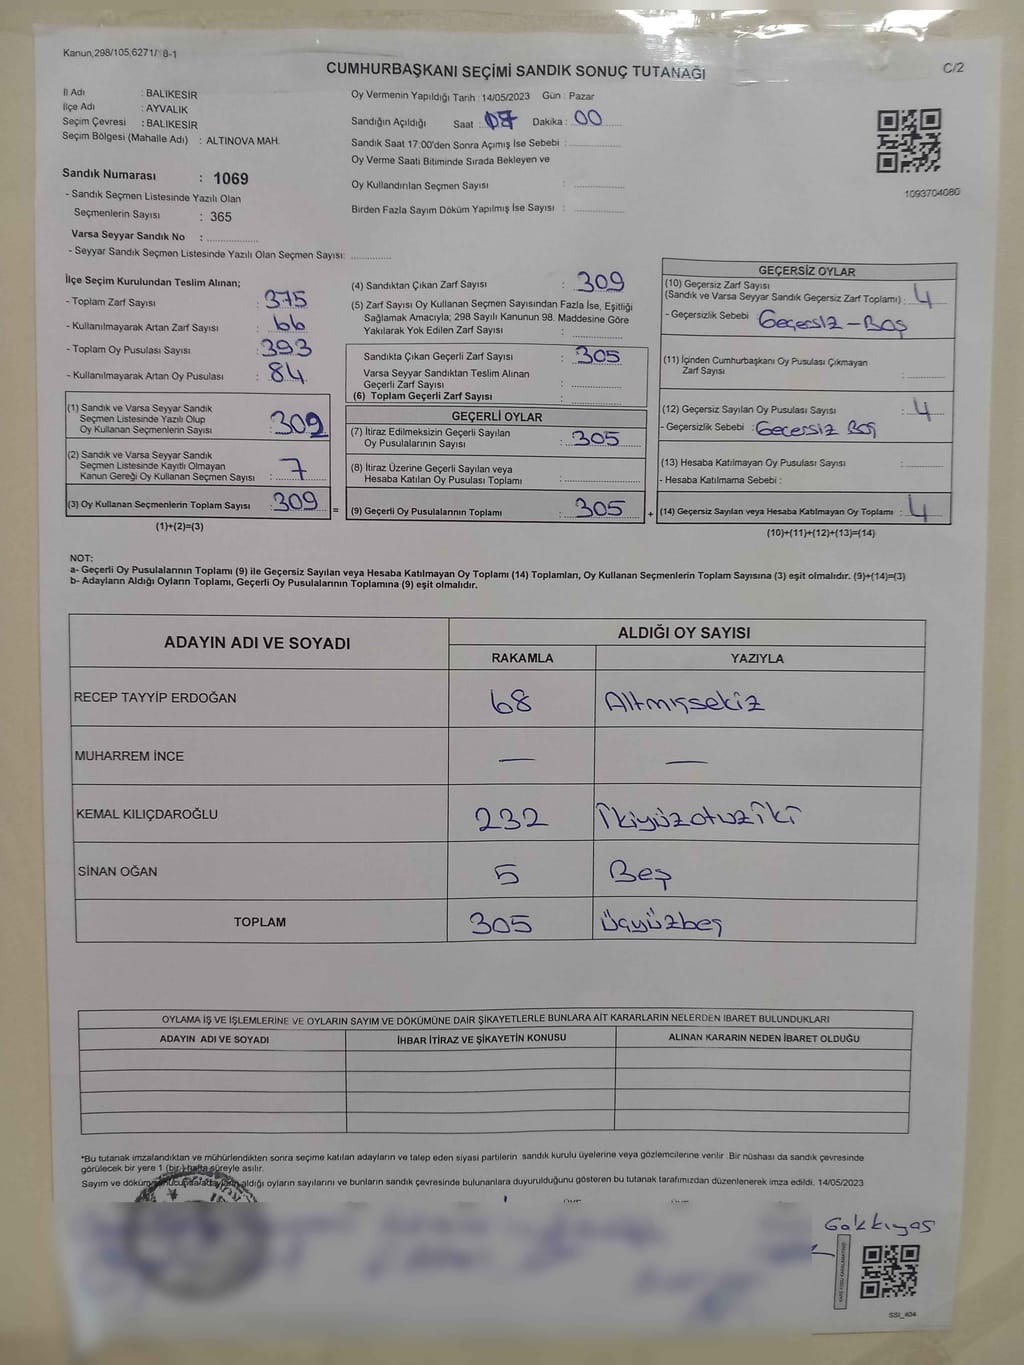 Kanun,298/105,6271/ 8-1
C/2
CUMHURBAŞKANI SEÇİMİ SANDIK SONUÇ TUTANAĞI
İl Adı : BALIKESİR
İlçe Adı : AYVALIK
Seçim Çevresi : BALIKESİR
Seçim Bölgesi (Mahalle Adı) : ALTINOVA MAH.
Oy Vermenin Yapıldığı Tarih : 14/05/2023 Gün : Pazar
Sandığın Açıldığı Saat : 07 Dakika : 00
Sandık Saat 17:00'den Sonra Açımış İse Sebebi :
Oy Verme Saati Bitiminde Sırada Bekleyen ve
Oy Kullandırılan Seçmen Sayısı :
Birden Fazla Sayım Döküm Yapılmış İse Sayısı :
1093704080
Sandık Numarası : 1069
- Sandık Seçmen Listesinde Yazılı Olan
Seçmenlerin Sayısı : 365
Varsa Seyyar Sandık No :
- Seyyar Sandık Seçmen Listesinde Yazılı Olan Seçmen Sayısı:
İlçe Seçim Kurulundan Teslim Alınan;
- Toplam Zarf Sayısı : 375
- Kullanılmayarak Artan Zarf Sayısı : 66
- Toplam Oy Pusulası Sayısı : 393
- Kullanılmayarak Artan Oy Pusulası : 84
(1) Sandık ve Varsa Seyyar Sandık
Seçmen Listesinde Yazılı Olup
Oy Kullanan Seçmenlerin Sayısı : 309
(2) Sandık ve Varsa Seyyar Sandık
Seçmen Listesinde Kayıtlı Olmayan
Kanun Gereği Oy Kullanan Seçmen Sayısı : 7
(3) Oy Kullanan Seçmenlerin Toplam Sayısı : 309
(1)+(2)=(3)
(4) Sandıktan Çıkan Zarf Sayısı : 309
(5) Zarf Sayısı Oy Kullanan Seçmen Sayısından Fazla İse, Eşitliği
Sağlamak Amacıyla; 298 Sayılı Kanunun 98. Maddesine Göre
Yakılarak Yok Edilen Zarf Sayısı :
Sandıkta Çıkan Geçerli Zarf Sayısı : 305
Varsa Seyyar Sandıktan Teslim Alınan
Geçerli Zarf Sayısı :
(6) Toplam Geçerli Zarf Sayısı :
GEÇERLİ OYLAR
(7) İtiraz Edilmeksizin Geçerli Sayılan
Oy Pusulalarının Sayısı : 305
(8) İtiraz Üzerine Geçerli Sayılan veya
Hesaba Katılan Oy Pusulası Toplamı :
= (9) Geçerli Oy Pusulalarının Toplamı : 305
GEÇERSİZ OYLAR
(10) Geçersiz Zarf Sayısı
(Sandık ve Varsa Seyyar Sandık Geçersiz Zarf Toplamı) : 4
- Geçersizlik Sebebi : Geçersiz - Boş
(11) İçinden Cumhurbaşkanı Oy Pusulası Çıkmayan
Zarf Sayısı :
(12) Geçersiz Sayılan Oy Pusulası Sayısı : 4
- Geçersizlik Sebebi : Geçersiz Boş
(13) Hesaba Katılmayan Oy Pusulası Sayısı :
- Hesaba Katılmama Sebebi :
+ (14) Geçersiz Sayılan veya Hesaba Katılmayan Oy Toplamı : 4
(10)+(11)+(12)+(13)=(14)
NOT:
a- Geçerli Oy Pusulalarının Toplamı (9) ile Geçersiz Sayılan veya Hesaba Katılmayan Oy Toplamı (14) Toplamları, Oy Kullanan Seçmenlerin Toplam Sayısına (3) eşit olmalıdır. (9)+(14)=(3)
b- Adayların Aldığı Oyların Toplamı, Geçerli Oy Pusulalarının Toplamına (9) eşit olmalıdır.
ADAYIN ADI VE SOYADI
ALDIĞI OY SAYISI
RAKAMLA YAZIYLA
RECEP TAYYİP ERDOĞAN 68 Altmışsekiz
MUHARREM İNCE — —
KEMAL KILIÇDAROĞLU 232 İkiyüzotuziki
SİNAN OĞAN 5 Beş
TOPLAM 305 Üçyüzbeş
OYLAMA İŞ VE İŞLEMLERİNE VE OYLARIN SAYIM VE DÖKÜMÜNE DAİR ŞİKAYETLERLE BUNLARA AİT KARARLARIN NELERDEN İBARET BULUNDUKLARI
ADAYIN ADI VE SOYADI İHBAR İTİRAZ VE ŞİKAYETİN KONUSU ALINAN KARARIN NEDEN İBARET OLDUĞU
*Bu tutanak imzalandıktan ve mühürlendikten sonra seçime katılan adayların ve talep eden siyasi partilerin sandık kurulu üyelerine veya gözlemcilerine verilir. Bir nüshası da sandık çevresinde
görülecek bir yere 1 (bir) hafta süreyle asılır.
Sayım ve döküm sonucu adayların aldığı oyların sayılarını ve bunların sandık çevresinde bulunanlara duyurulduğunu gösteren bu tutanak tarafımızdan düzenlenerek imza edildi. 14/05/2023
SSI_404